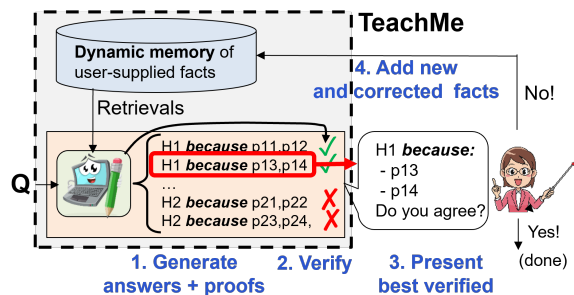 TeachMe
Dynamic memory of
user-supplied facts
4. Add new
and corrected facts
No!
Retrievals
Q
H1 because p11,p12
H1 because p13,p14
...
H2 because p21,p22
H2 because p23,p24,
H1 because:
- p13
- p14
Do you agree?
Yes!
(done)
1. Generate
answers + proofs
2. Verify
3. Present
best verified